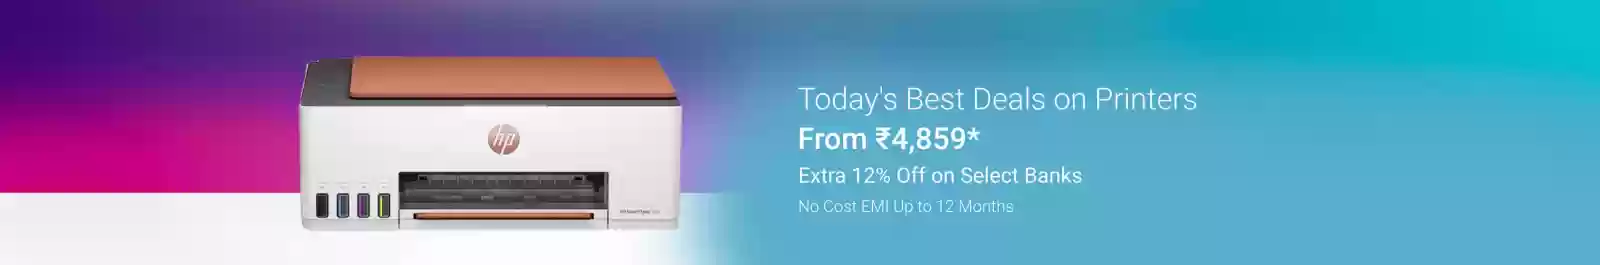 Today's Best Deals on Printers
From ₹4,859*
Extra 12% Off on Select Banks
No Cost EMI Up to 12 Months
hp